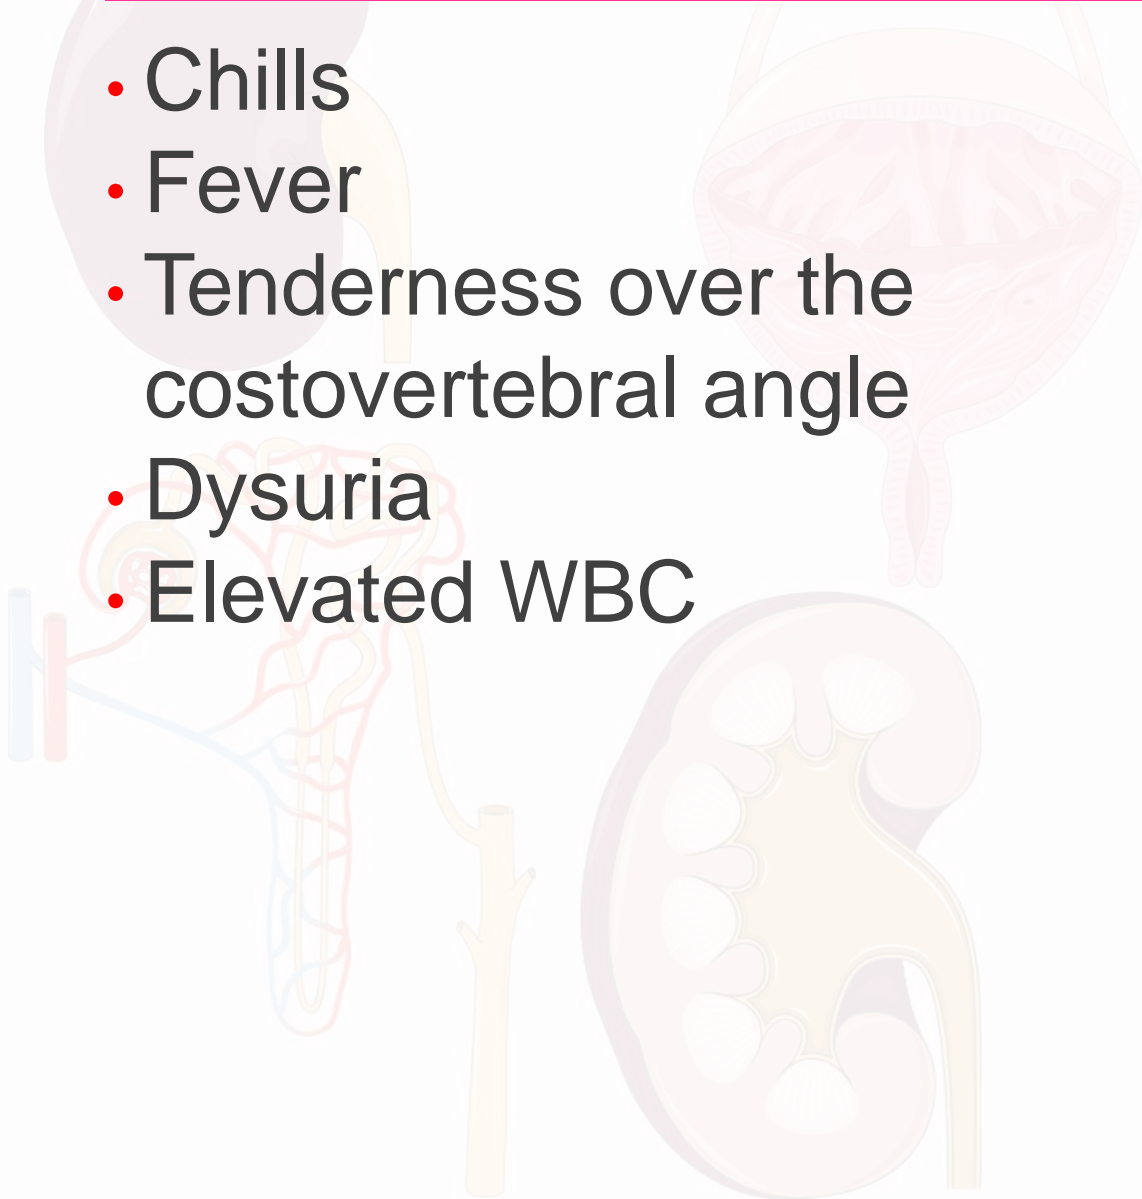 • Chills
• Fever
• Tenderness over the
costovertebral angle
• Dysuria
• Elevated WBC